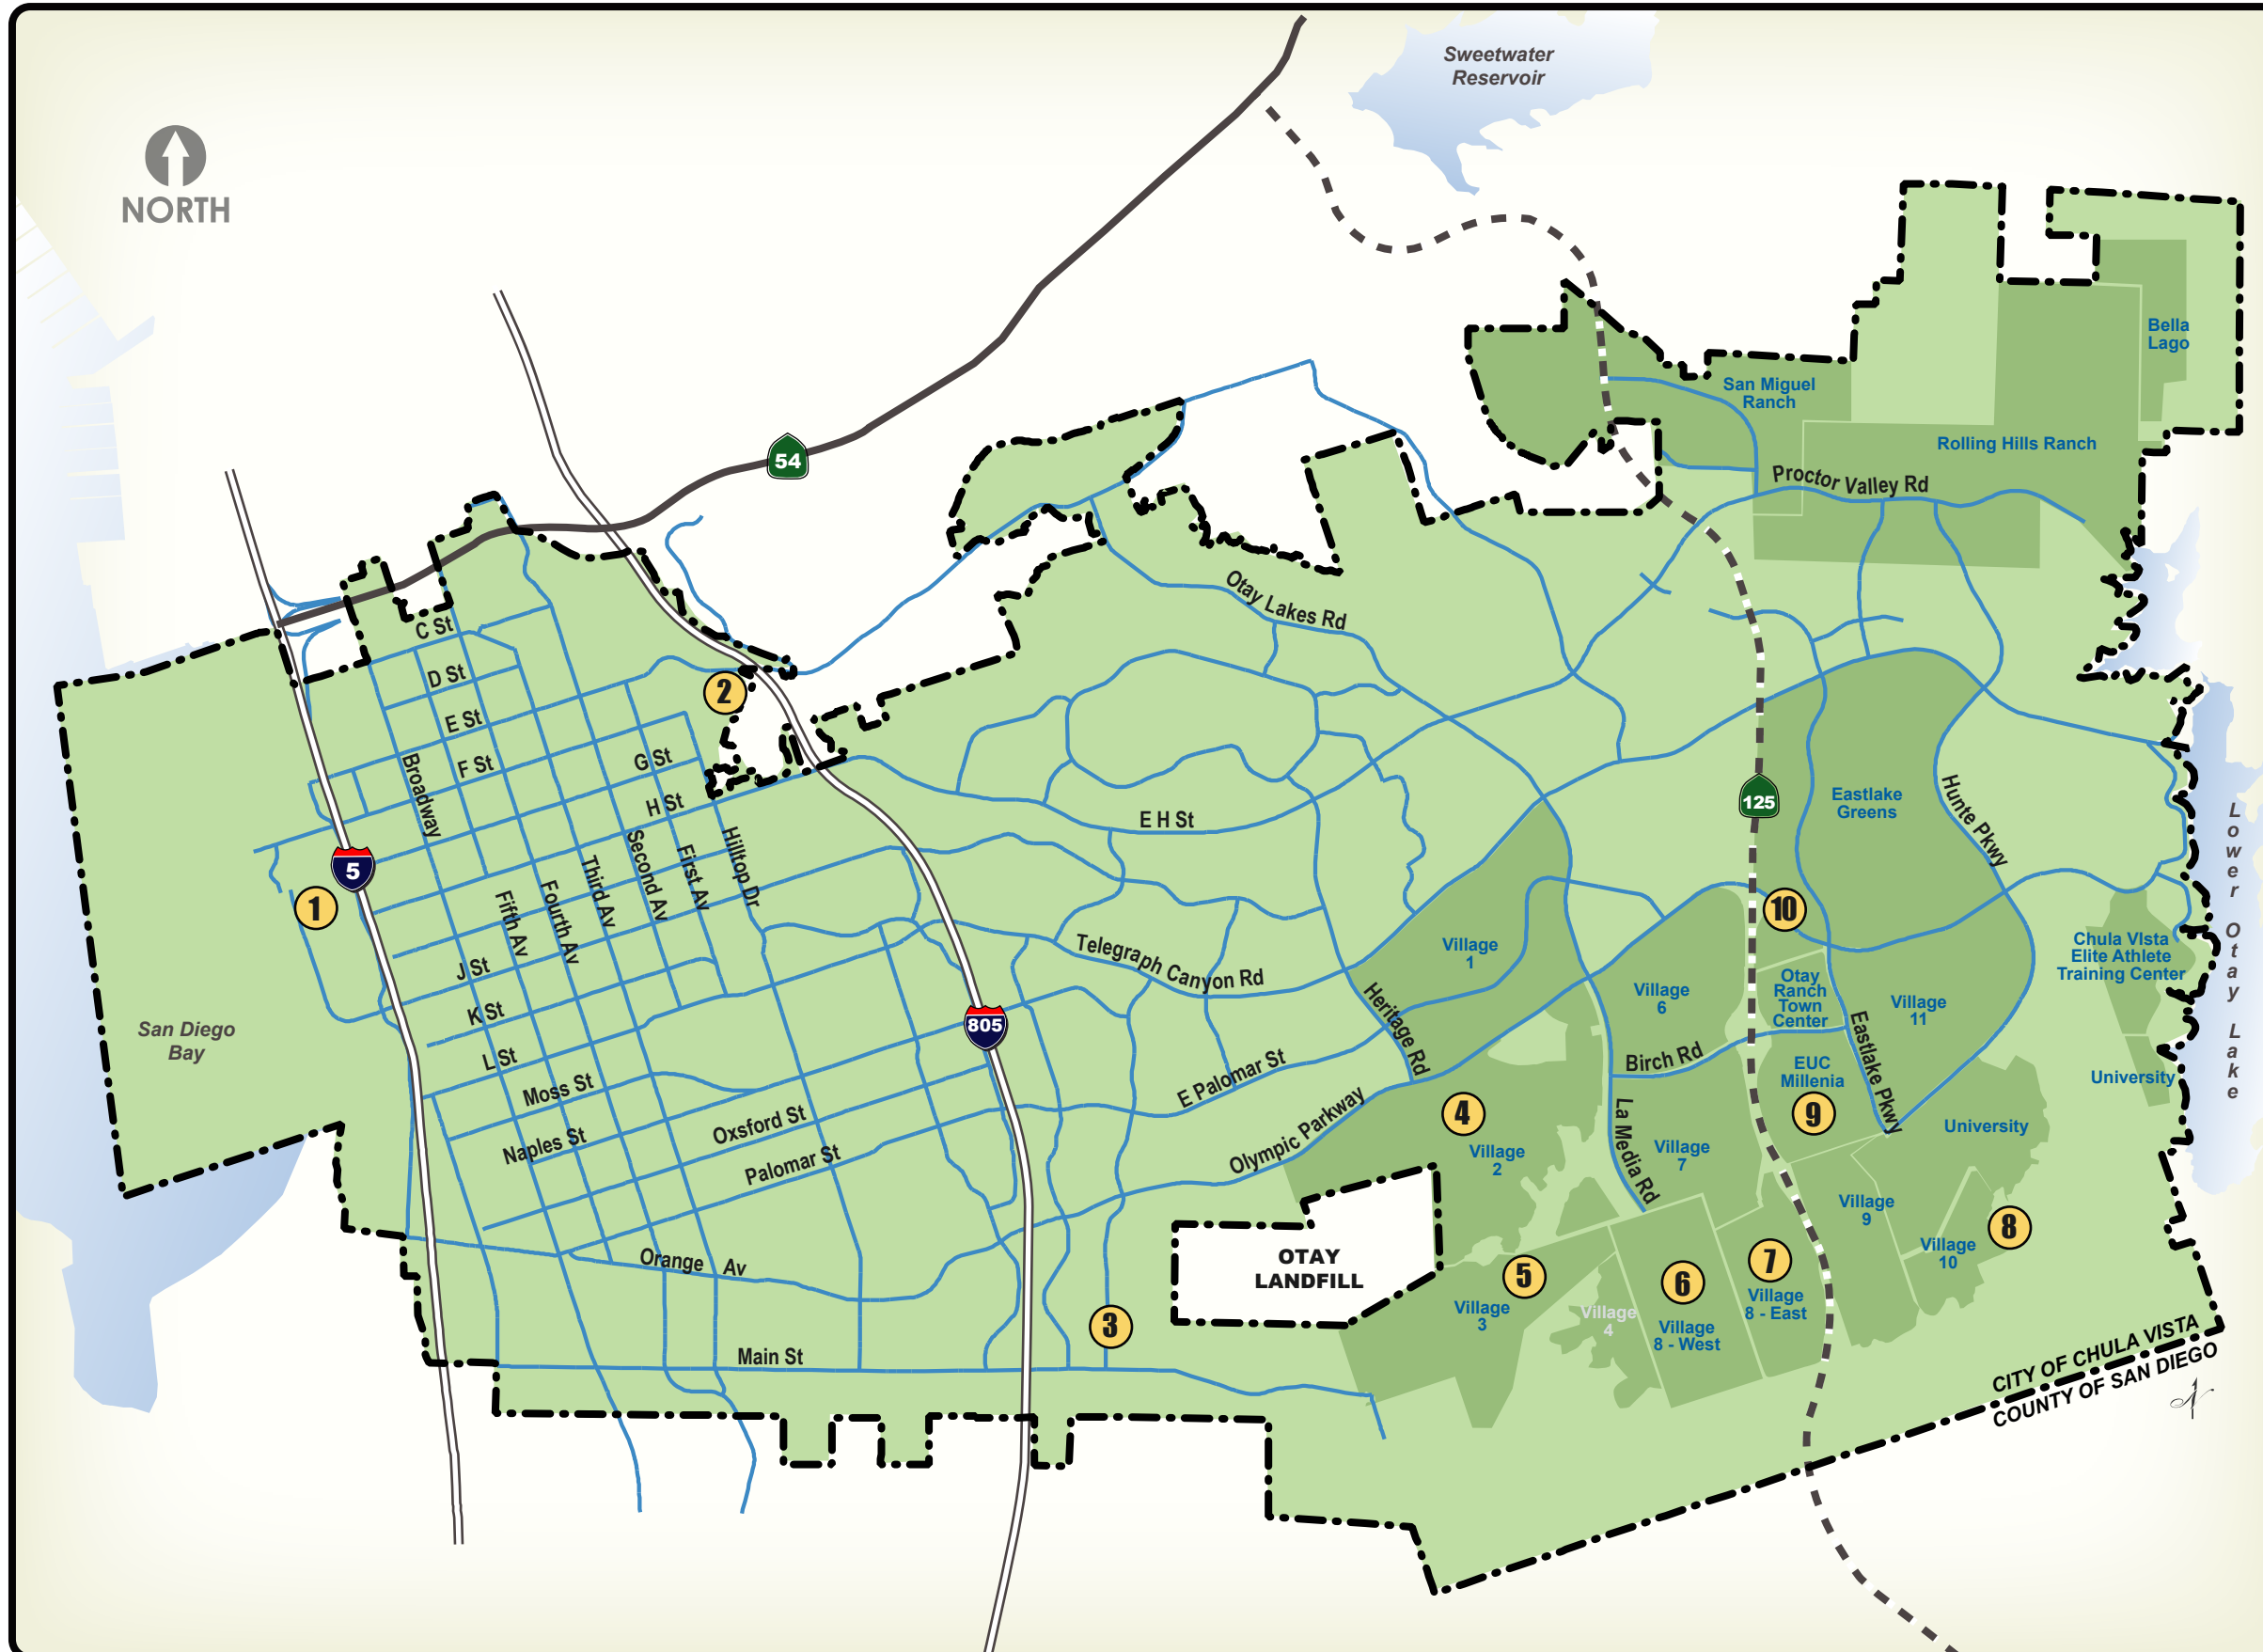 Sweetwater
Reservoir
NORTH
Bella
Lago
San Miguel
Ranch
Rolling Hills Ranch
54
Proctor Valley Rd
Otay Lakes Rd
C St
D St
E St
F St
G St
H St
2
Broadway
E H St
125
Eastlake
Greens
Hunte Pkwy
Lower Otay Lake
5
1
Fifth Av
Fourth Av
Third Av
Second Av
First Av
Hilltop Dr
10
Telegraph Canyon Rd
Village
1
Chula VIsta
Elite Athlete
Training Center
J St
K St
L St
San Diego
Bay
805
Heritage Rd
Village
6
Otay
Ranch
Town
Center
Village
11
Eastlake Pkwy
Birch Rd
EUC
Millenia
9
University
Moss St
Naples St
Oxsford St
Palomar St
E Palomar St
Olympic Parkway
4
Village
2
La Media Rd
Village
7
University
Village
9
8
Village
10
Orange Av
OTAY
LANDFILL
5
Village
3
Village
4
6
Village
8 - West
7
Village
8 - East
3
Main St
CITY OF CHULA VISTA
COUNTY OF SAN DIEGO